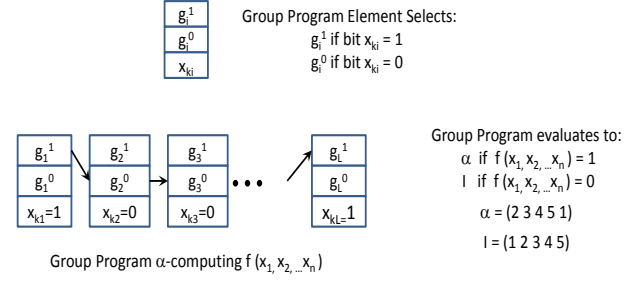 g_i^1
g_i^0
x_ki
Group Program Element Selects:
g_i^1 if bit x_ki = 1
g_i^0 if bit x_ki = 0
g_1^1 g_2^1 g_3^1 g_L^1
g_1^0 g_2^0 g_3^0 • • • g_L^0
x_k1=1 x_k2=0 x_k3=0 x_kL=1
Group Program α-computing f (x_1, x_2, ...x_n)
Group Program evaluates to:
α if f (x_1, x_2, ...x_n) = 1
I if f (x_1, x_2, ...x_n) = 0
α = (2 3 4 5 1)
I = (1 2 3 4 5)